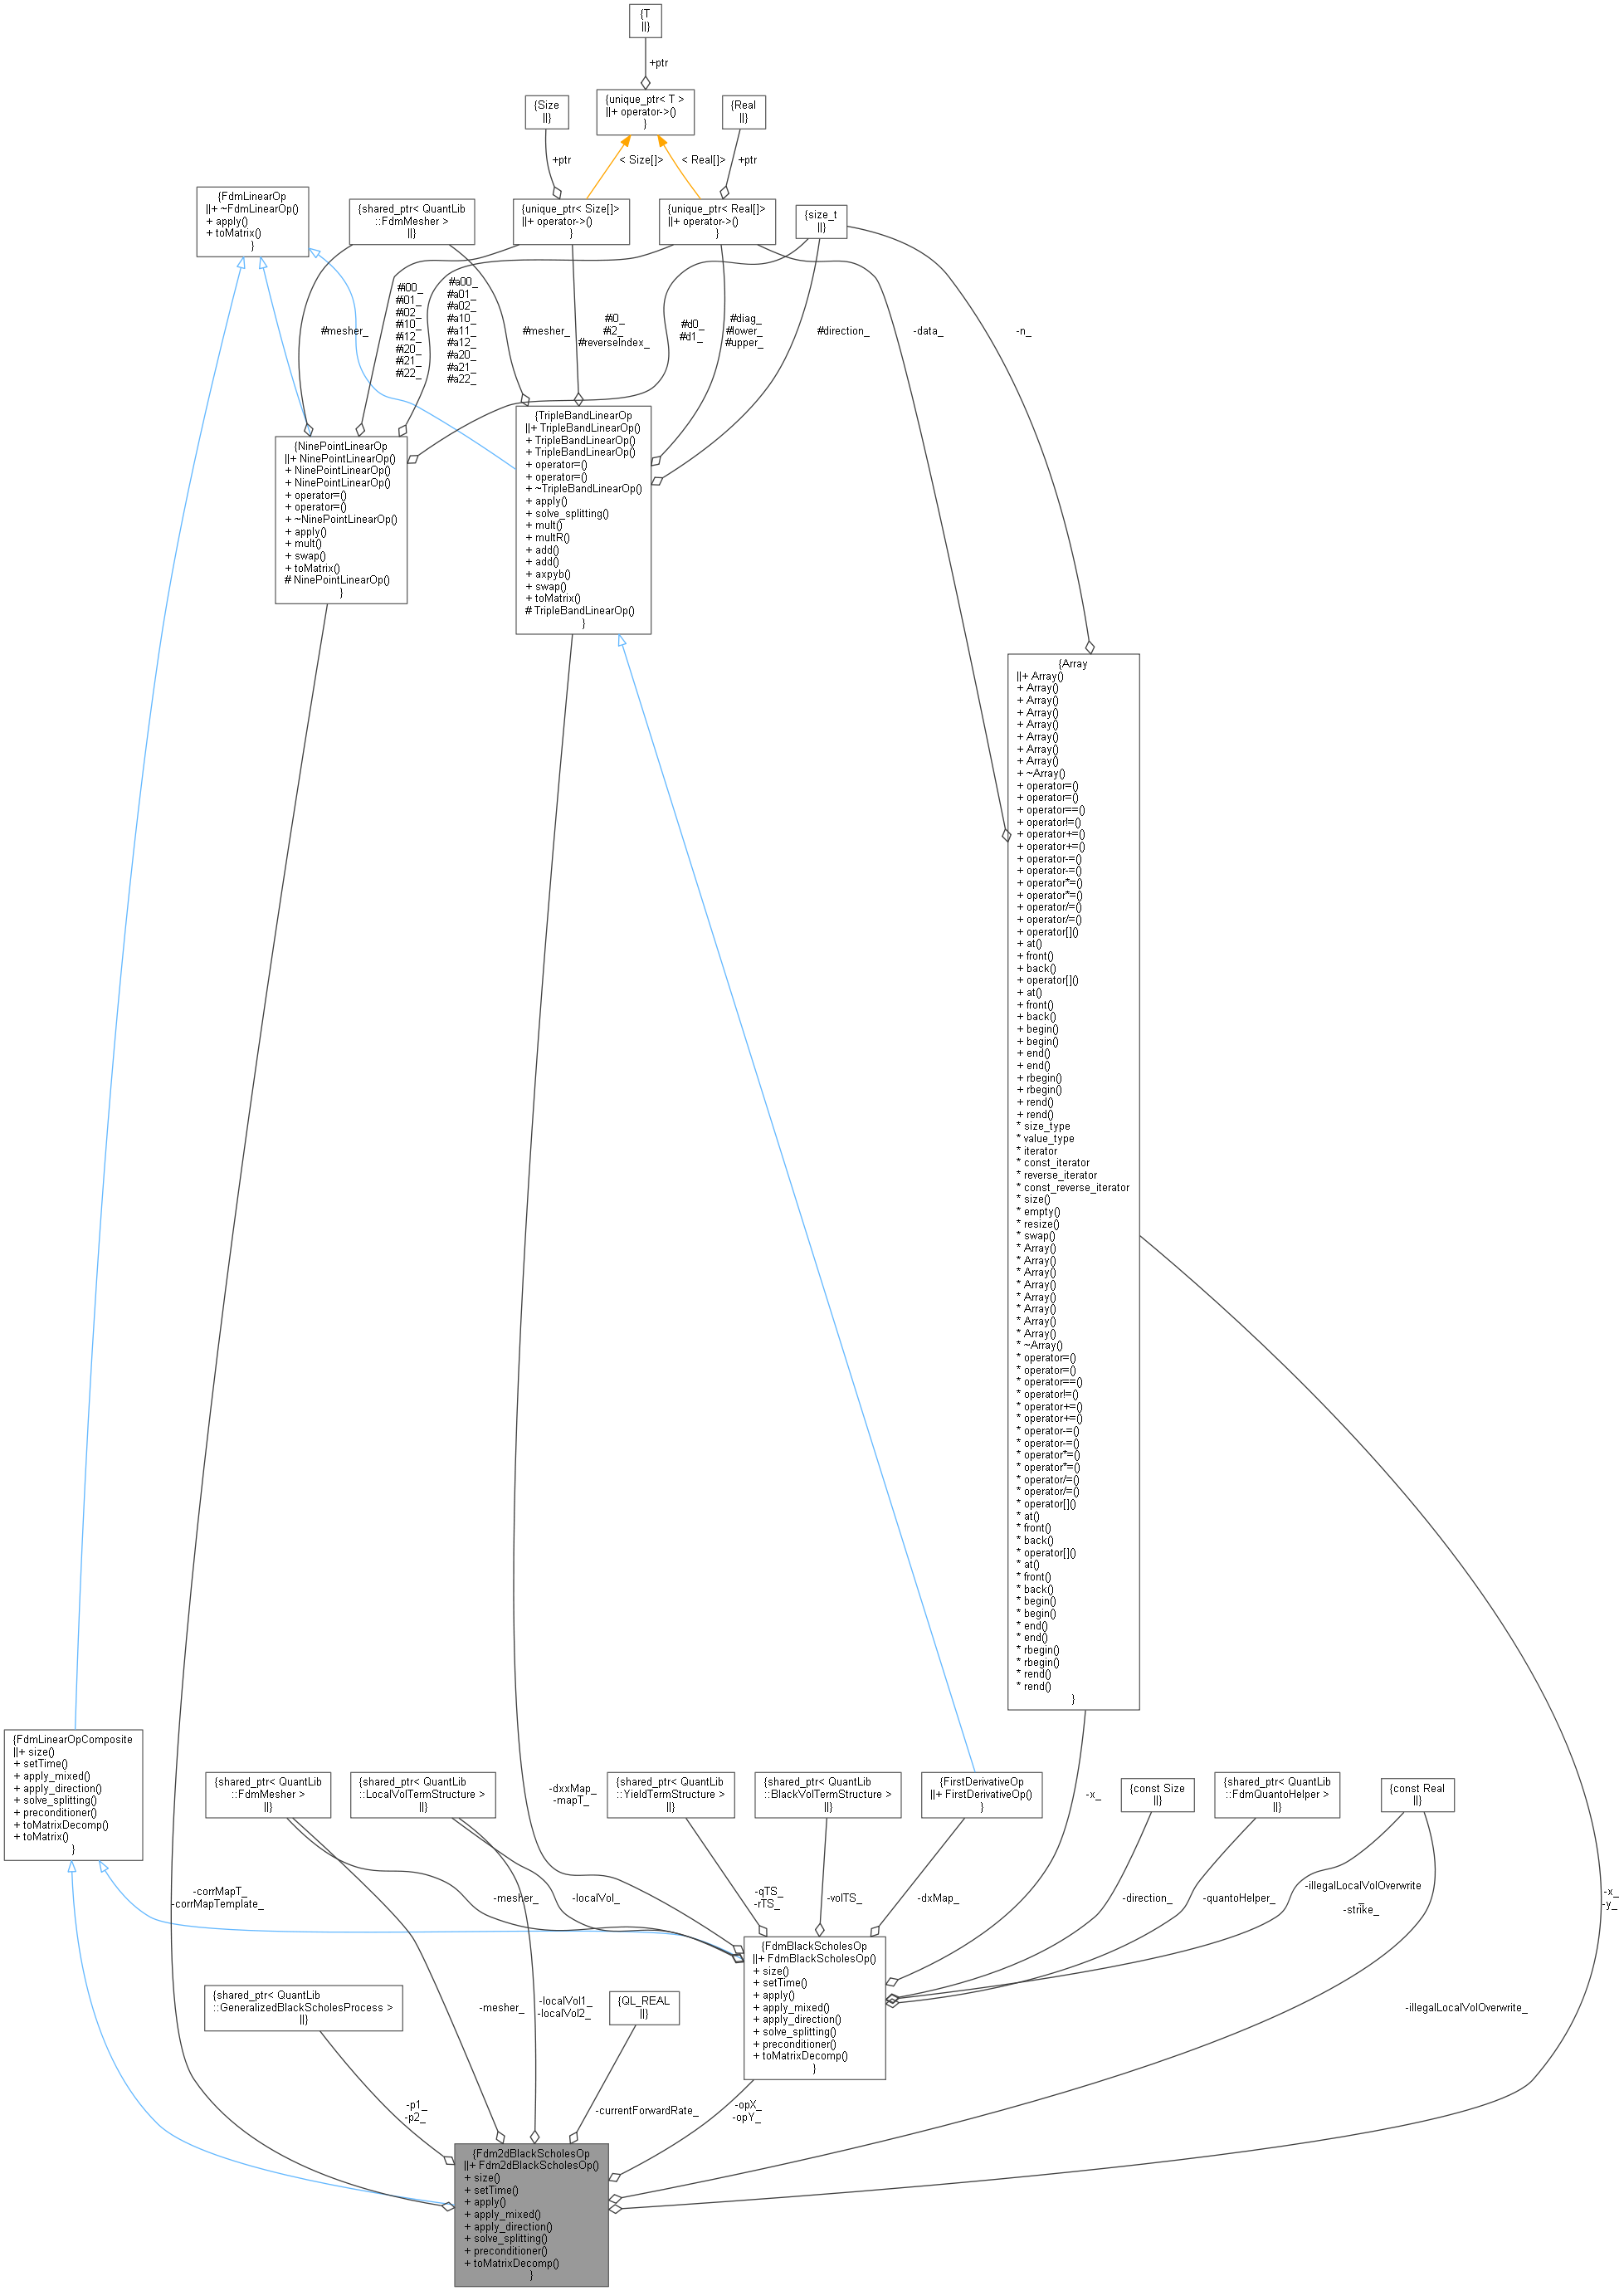 {T
||}
+ptr
{unique_ptr< T >
||+ operator->()
}
{Size
||}
{Real
||}
+ptr
< Size[]>
< Real[]>
+ptr
{FdmLinearOp
||+ ~FdmLinearOp()
+ apply()
+ toMatrix()
}
{shared_ptr< QuantLib
::FdmMesher >
||}
{unique_ptr< Size[]>
||+ operator->()
}
{unique_ptr< Real[]>
||+ operator->()
}
{size_t
||}
#mesher_
#i00_
#i01_
#i02_
#i10_
#i12_
#i20_
#i21_
#i22_
#a00_
#a01_
#a02_
#a10_
#a11_
#a12_
#a20_
#a21_
#a22_
#mesher_
#i0_
#i2_
#reverseIndex_
#d0_
#d1_
#diag_
#lower_
#upper_
#direction_
-data_
-n_
{NinePointLinearOp
||+ NinePointLinearOp()
+ NinePointLinearOp()
+ NinePointLinearOp()
+ operator=()
+ operator=()
+ ~NinePointLinearOp()
+ apply()
+ mult()
+ swap()
+ toMatrix()
# NinePointLinearOp()
}
{TripleBandLinearOp
||+ TripleBandLinearOp()
+ TripleBandLinearOp()
+ TripleBandLinearOp()
+ operator=()
+ operator=()
+ ~TripleBandLinearOp()
+ apply()
+ solve_splitting()
+ mult()
+ multR()
+ add()
+ add()
+ axpyb()
+ swap()
+ toMatrix()
# TripleBandLinearOp()
}
{Array
||+ Array()
+ Array()
+ Array()
+ Array()
+ Array()
+ Array()
+ Array()
+ Array()
+ ~Array()
+ operator=()
+ operator=()
+ operator==()
+ operator!=()
+ operator+=()
+ operator+=()
+ operator-=()
+ operator-=()
+ operator*=()
+ operator*=()
+ operator/=()
+ operator/=()
+ operator[]()
+ at()
+ front()
+ back()
+ operator[]()
+ at()
+ front()
+ back()
+ begin()
+ begin()
+ end()
+ end()
+ rbegin()
+ rbegin()
+ rend()
+ rend()
* size_type
* value_type
* iterator
* const_iterator
* reverse_iterator
* const_reverse_iterator
* size()
* empty()
* resize()
* swap()
* Array()
* Array()
* Array()
* Array()
* Array()
* Array()
* Array()
* Array()
* ~Array()
* operator=()
* operator=()
* operator==()
* operator!=()
* operator+=()
* operator+=()
* operator-=()
* operator-=()
* operator*=()
* operator*=()
* operator/=()
* operator/=()
* operator[]()
* at()
* front()
* back()
* operator[]()
* at()
* front()
* back()
* begin()
* begin()
* end()
* end()
* rbegin()
* rbegin()
* rend()
* rend()
}
{FdmLinearOpComposite
||+ size()
+ setTime()
+ apply_mixed()
+ apply_direction()
+ solve_splitting()
+ preconditioner()
+ toMatrixDecomp()
+ toMatrix()
}
{shared_ptr< QuantLib
::FdmMesher >
||}
{shared_ptr< QuantLib
::LocalVolTermStructure >
||}
-dxxMap_
-mapT_
{shared_ptr< QuantLib
::YieldTermStructure >
||}
{shared_ptr< QuantLib
::BlackVolTermStructure >
||}
{FirstDerivativeOp
||+ FirstDerivativeOp()
}
-x_
{const Size
||}
{shared_ptr< QuantLib
::FdmQuantoHelper >
||}
{const Real
||}
-corrMapT_
-corrMapTemplate_
-mesher_
-localVol_
-qTS_
-rTS_
-volTS_
-dxMap_
-direction_
-quantoHelper_
-illegalLocalVolOverwrite
_
-strike_
-x_
-y_
{FdmBlackScholesOp
||+ FdmBlackScholesOp()
+ size()
+ setTime()
+ apply()
+ apply_mixed()
+ apply_direction()
+ solve_splitting()
+ preconditioner()
+ toMatrixDecomp()
}
{shared_ptr< QuantLib
::GeneralizedBlackScholesProcess >
||}
-mesher_
-localVol1_
-localVol2_
{QL_REAL
||}
-illegalLocalVolOverwrite_
-p1_
-p2_
-currentForwardRate_
-opX_
-opY_
{Fdm2dBlackScholesOp
||+ Fdm2dBlackScholesOp()
+ size()
+ setTime()
+ apply()
+ apply_mixed()
+ apply_direction()
+ solve_splitting()
+ preconditioner()
+ toMatrixDecomp()
}